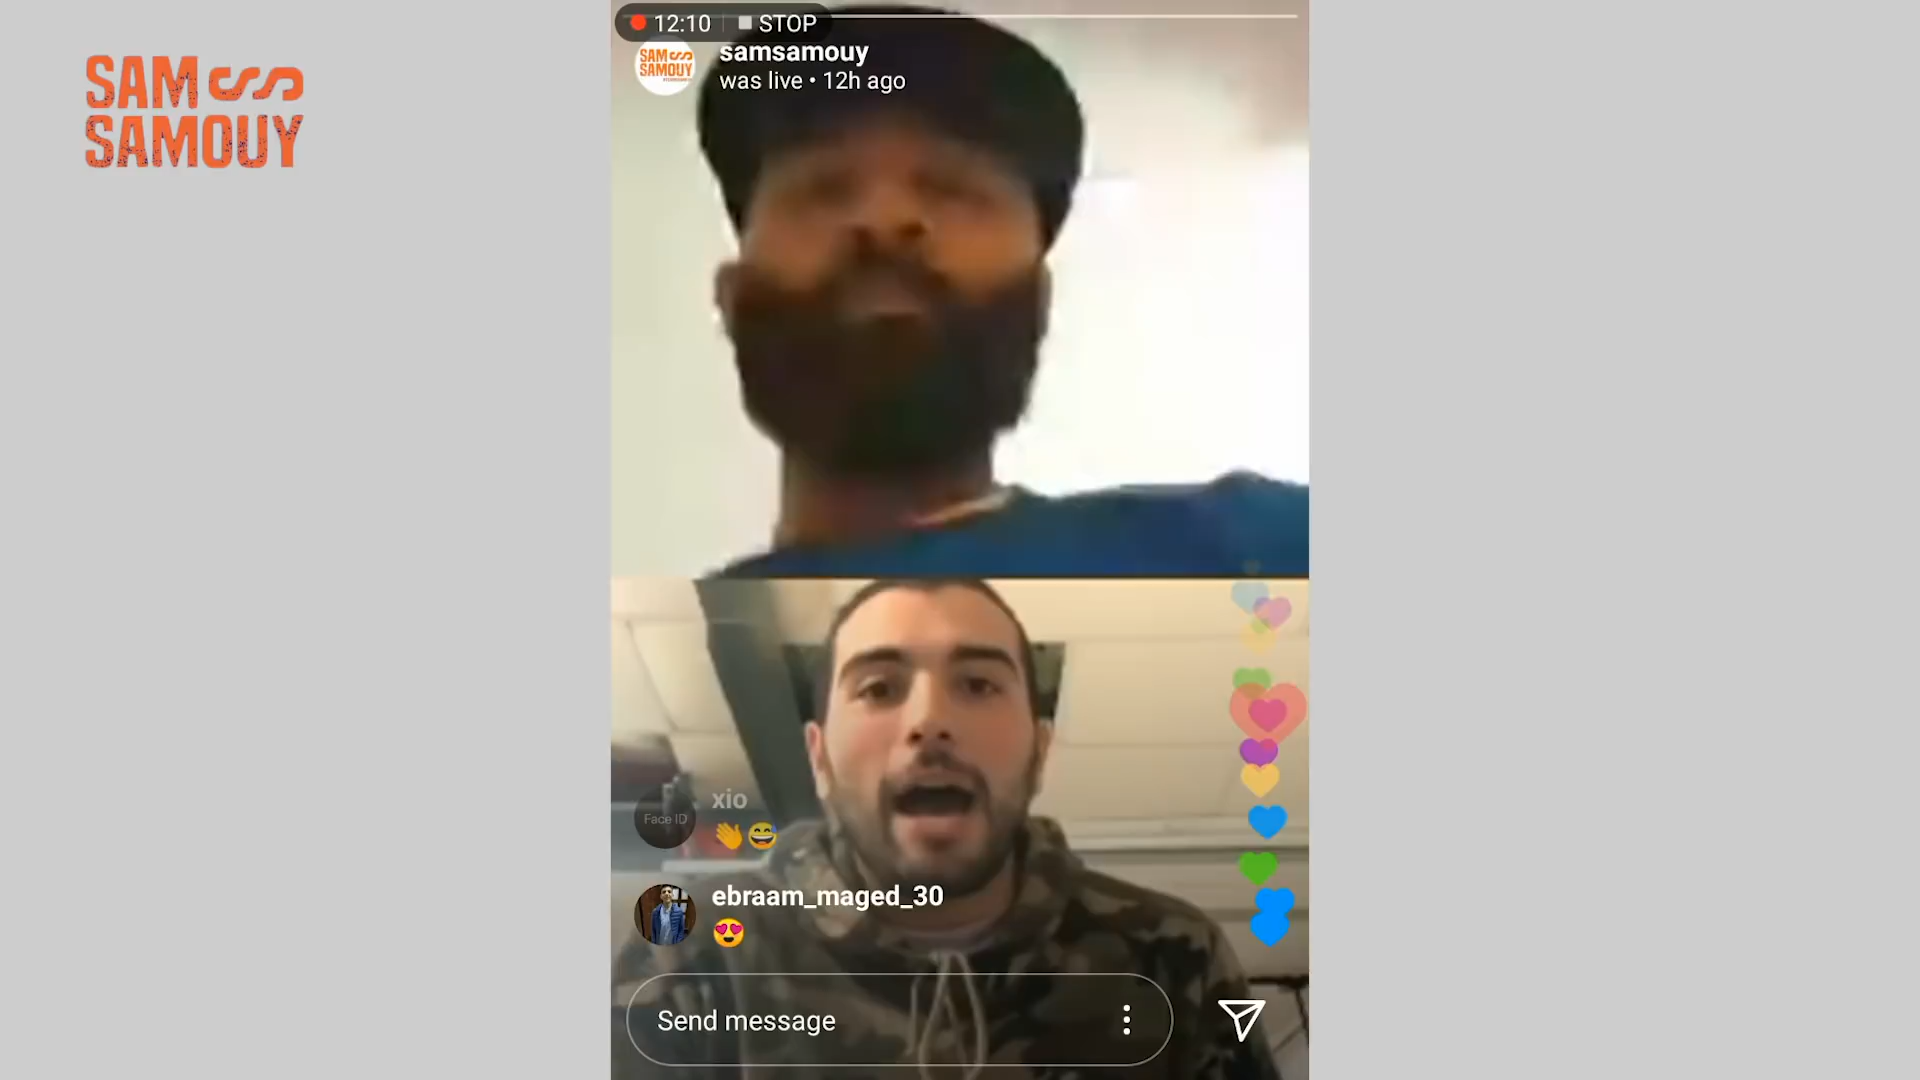 SAM
SAMOUY
12:10 STOP
SAM
SAMOUY
samsamouy
was live • 12h ago
xio
Face ID
👏😅
ebraam_maged_30
😍
Send message